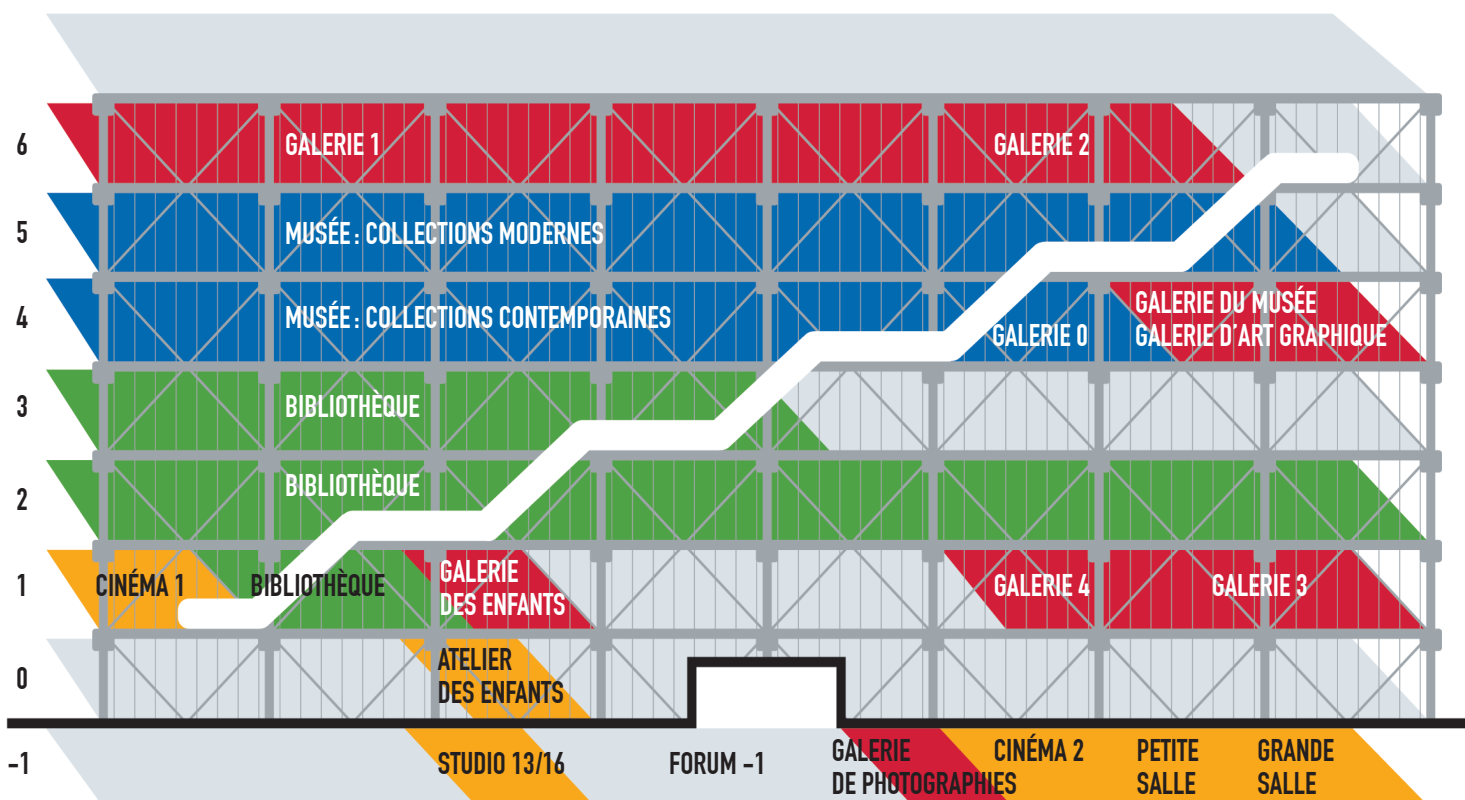 6
GALERIE 1
GALERIE 2
5
MUSÉE : COLLECTIONS MODERNES
4
MUSÉE : COLLECTIONS CONTEMPORAINES
GALERIE 0
GALERIE DU MUSÉE
GALERIE D'ART GRAPHIQUE
3
BIBLIOTHÈQUE
2
BIBLIOTHÈQUE
1
CINÉMA 1
BIBLIOTHÈQUE
GALERIE
DES ENFANTS
GALERIE 4
GALERIE 3
0
ATELIER
DES ENFANTS
-1
STUDIO 13/16
FORUM -1
GALERIE
DE PHOTOGRAPHIES
CINÉMA 2
PETITE
SALLE
GRANDE
SALLE